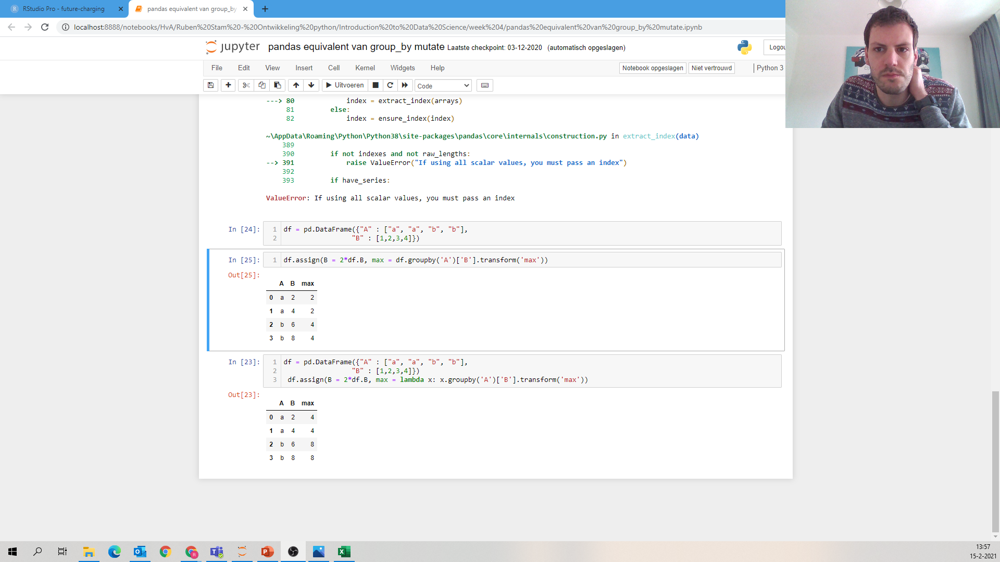 RStudio Pro - future-charging
pandas equivalent van group_by
localhost:8888/notebooks/HvA/Ruben%20Stam%20-%20Ontwikkeling%20python/Introduction%20to%20Data%20Science/week%204/pandas%20equivalent%20van%20group_by%20mutate.ipynb
jupyter pandas equivalent van group_by mutate Laatste checkpoint: 03-12-2020 (automatisch opgeslagen)
Logou
File Edit View Insert Cell Kernel Widgets Help
Notebook opgeslagen Niet vertrouwd Python 3
Uitvoeren Code
---> 80 index = extract_index(arrays)
81 else:
82 index = ensure_index(index)
~\AppData\Roaming\Python\Python38\site-packages\pandas\core\internals\construction.py in extract_index(data)
389
390 if not indexes and not raw_lengths:
--> 391 raise ValueError("If using all scalar values, you must pass an index")
392
393 if have_series:
ValueError: If using all scalar values, you must pass an index
In [24]: 1 df = pd.DataFrame({"A" : ["a", "a", "b", "b"],
2 "B" : [1,2,3,4]})
In [25]: 1 df.assign(B = 2*df.B, max = df.groupby('A')['B'].transform('max'))
Out[25]:
A B max
0 a 2 2
1 a 4 2
2 b 6 4
3 b 8 4
In [23]: 1 df = pd.DataFrame({"A" : ["a", "a", "b", "b"],
2 "B" : [1,2,3,4]})
3 df.assign(B = 2*df.B, max = lambda x: x.groupby('A')['B'].transform('max'))
Out[23]:
A B max
0 a 2 4
1 a 4 4
2 b 6 8
3 b 8 8
13:57
15-2-2021